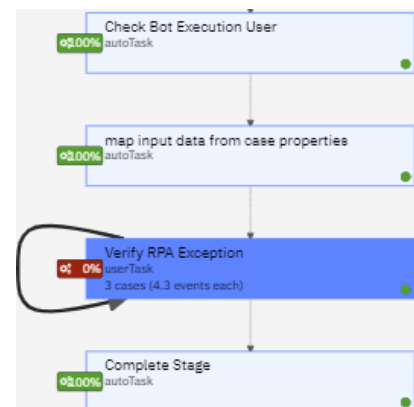 Check Bot Execution User
100% autoTask
map input data from case properties
100% autoTask
Verify RPA Exception
0% userTask
3 cases (4.3 events each)
Complete Stage
100% autoTask